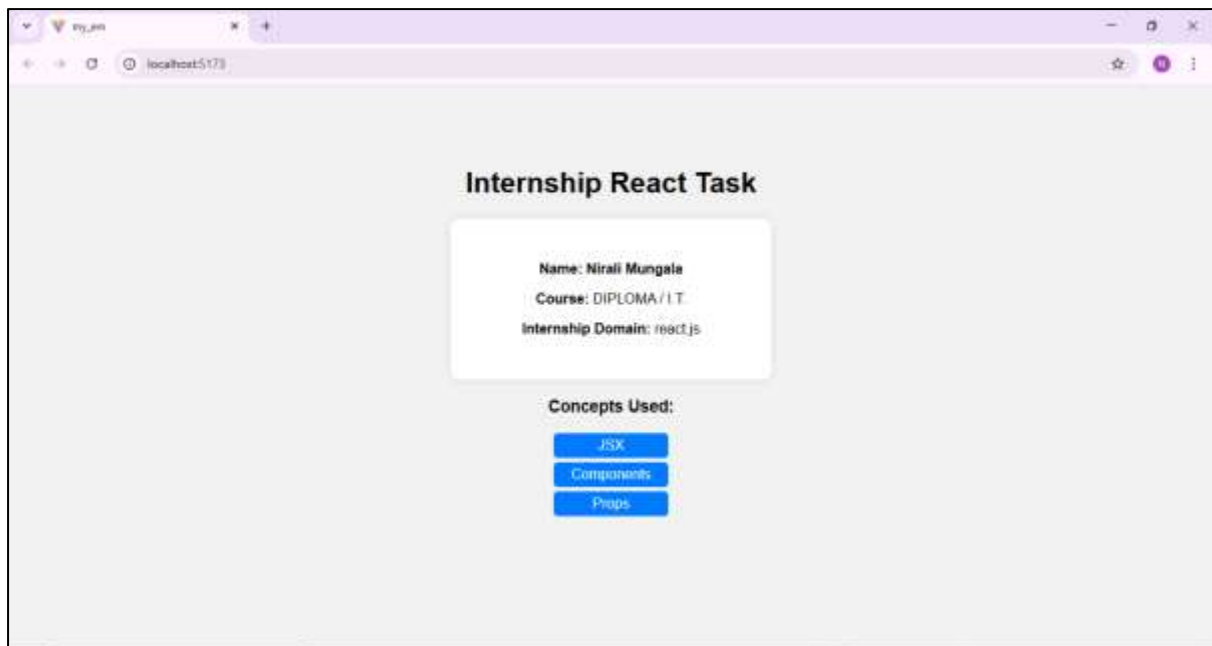 my_em
localhost:5173
N
Internship React Task
Name: Nirali Mungala
Course: DIPLOMA / I.T.
Internship Domain: react.js
Concepts Used:
JSX
Components
Props